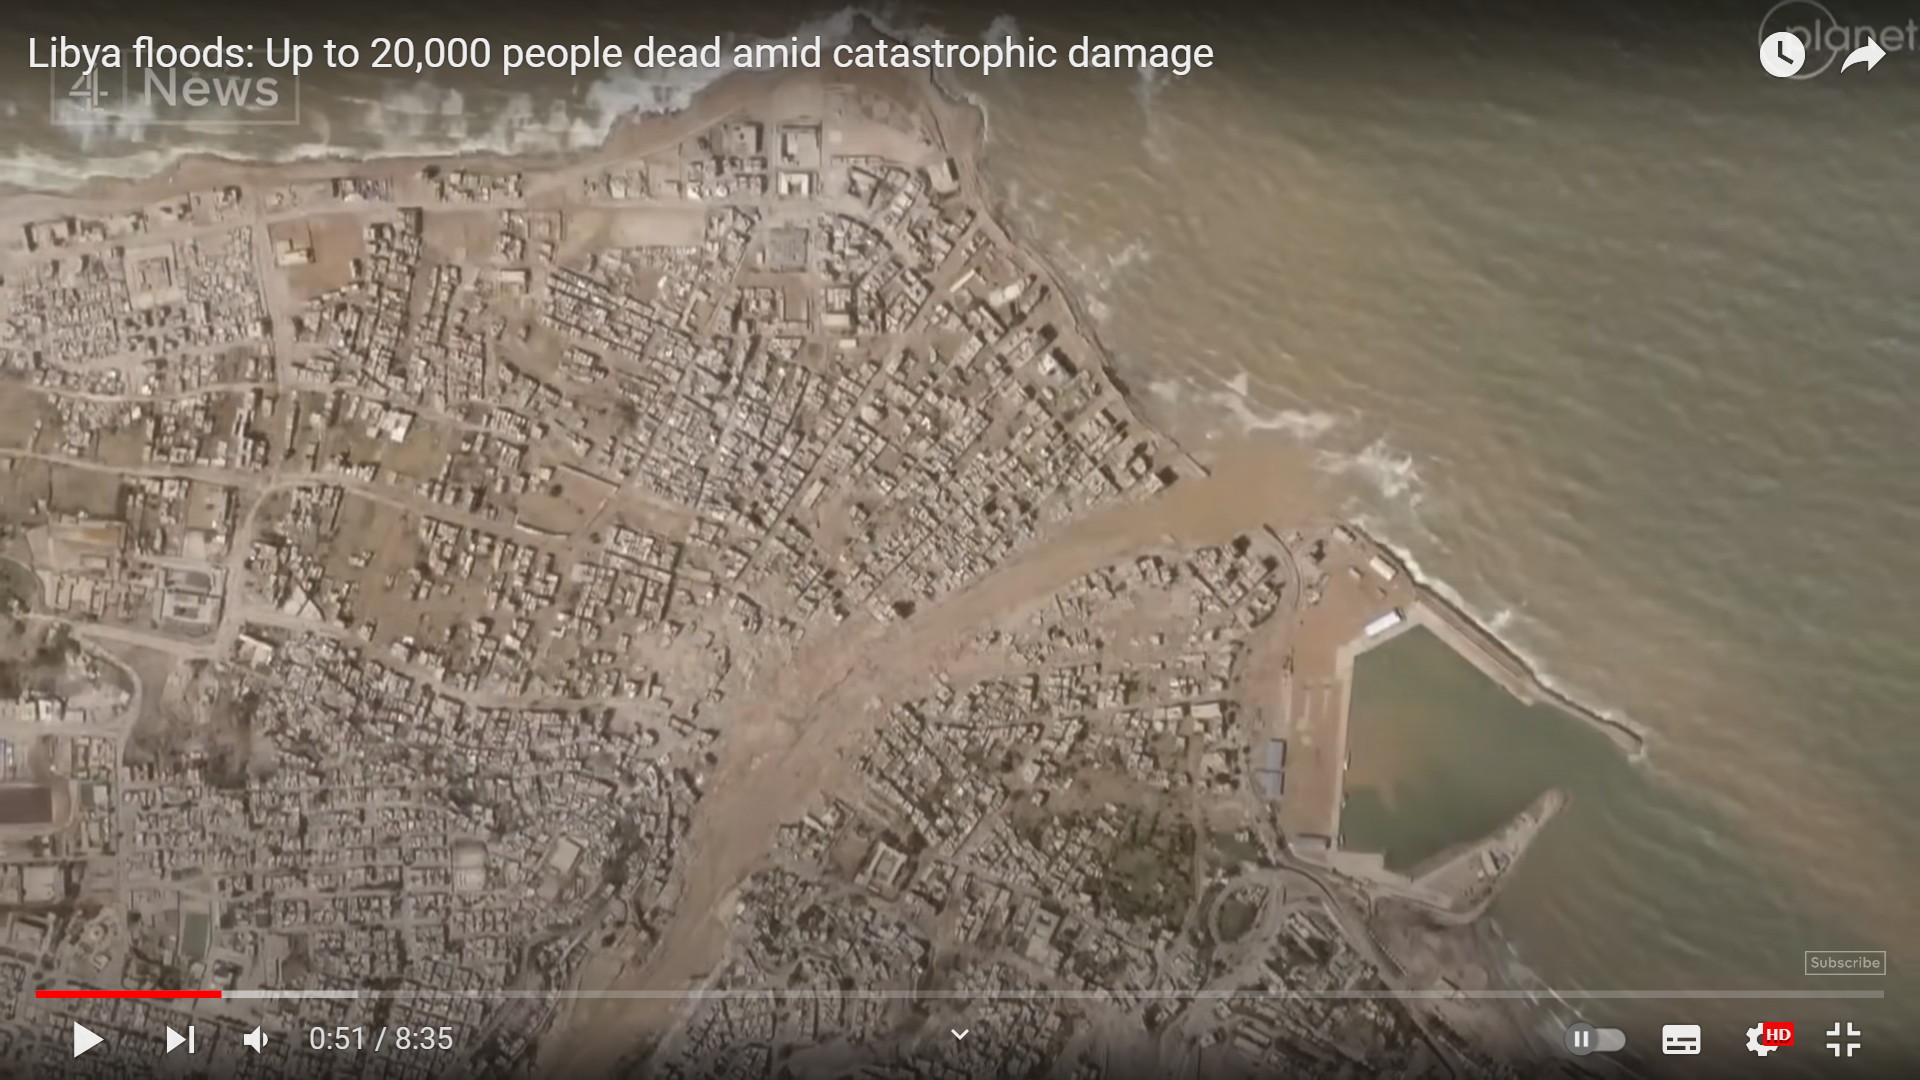 Libya floods: Up to 20,000 people dead amid catastrophic damage
4 News
planet
Subscribe
0:51 / 8:35
HD